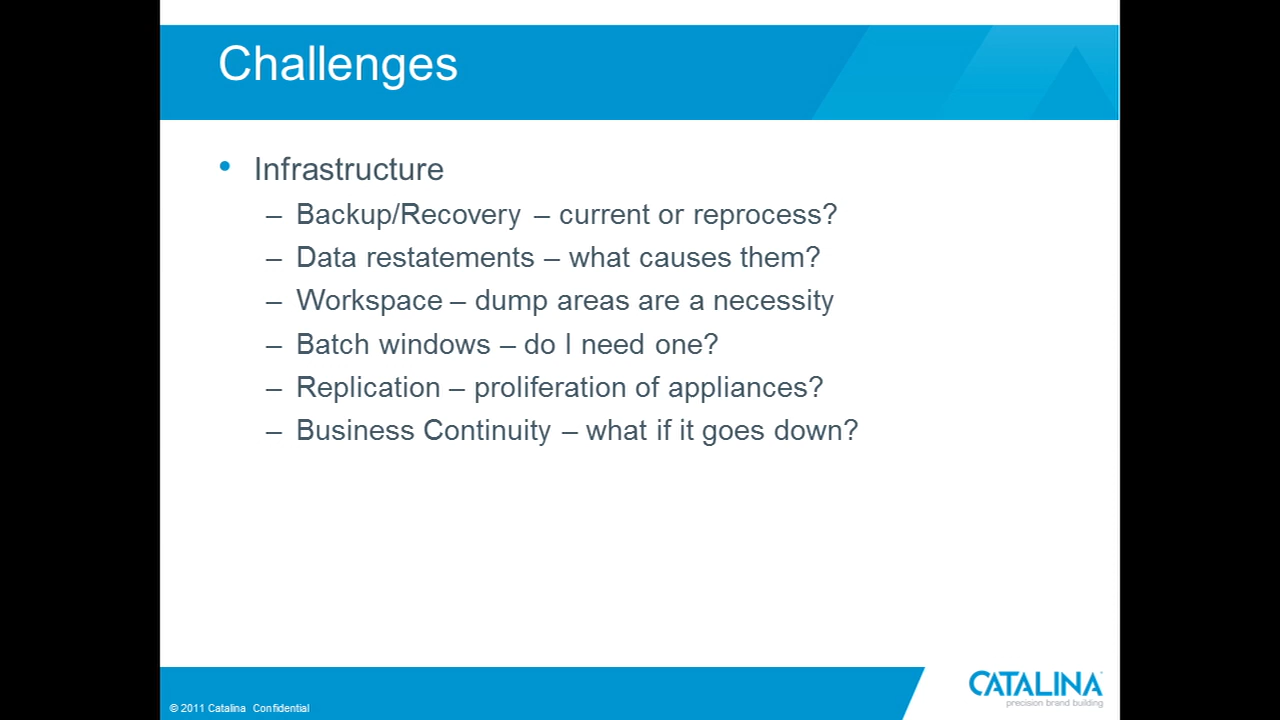 Challenges
• Infrastructure
– Backup/Recovery – current or reprocess?
– Data restatements – what causes them?
– Workspace – dump areas are a necessity
– Batch windows – do I need one?
– Replication – proliferation of appliances?
– Business Continuity – what if it goes down?
© 2011 Catalina Confidential
CATALINA
precision brand building